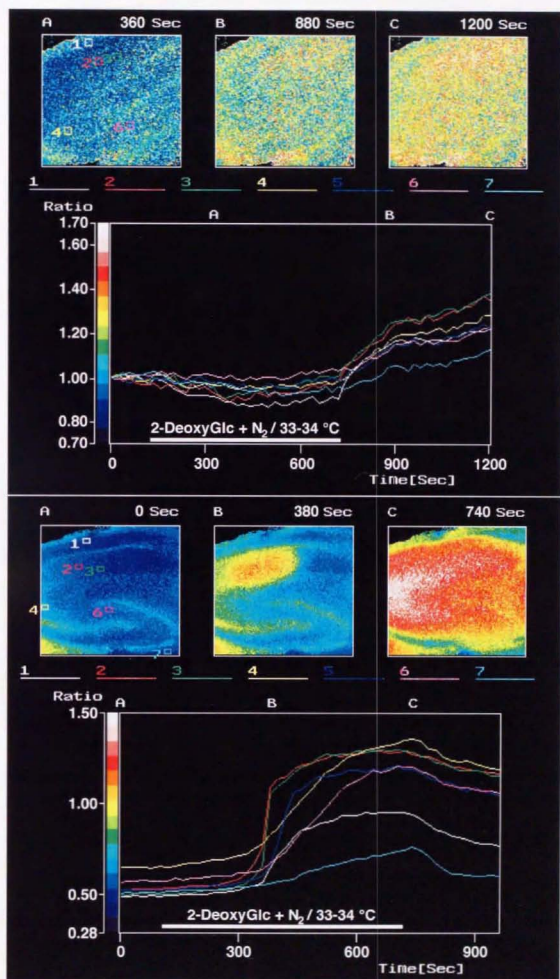 A 360 Sec B 880 Sec C 1200 Sec
1
2
4 6
1 2 3 4 5 6 7
Ratio
A B C
1.70
1.40
1.20
1.00
0.80
0.70
2-DeoxyGlc + N₂ / 33-34 °C
0 300 600 900 1200
Time[Sec]
A 0 Sec B 380 Sec C 740 Sec
1
2 3
4 6
7
1 2 3 4 5 6 7
Ratio A B C
1.50
1.00
0.50
0.28
2-DeoxyGlc + N₂ / 33-34 °C
0 300 600 900
Time[Sec]